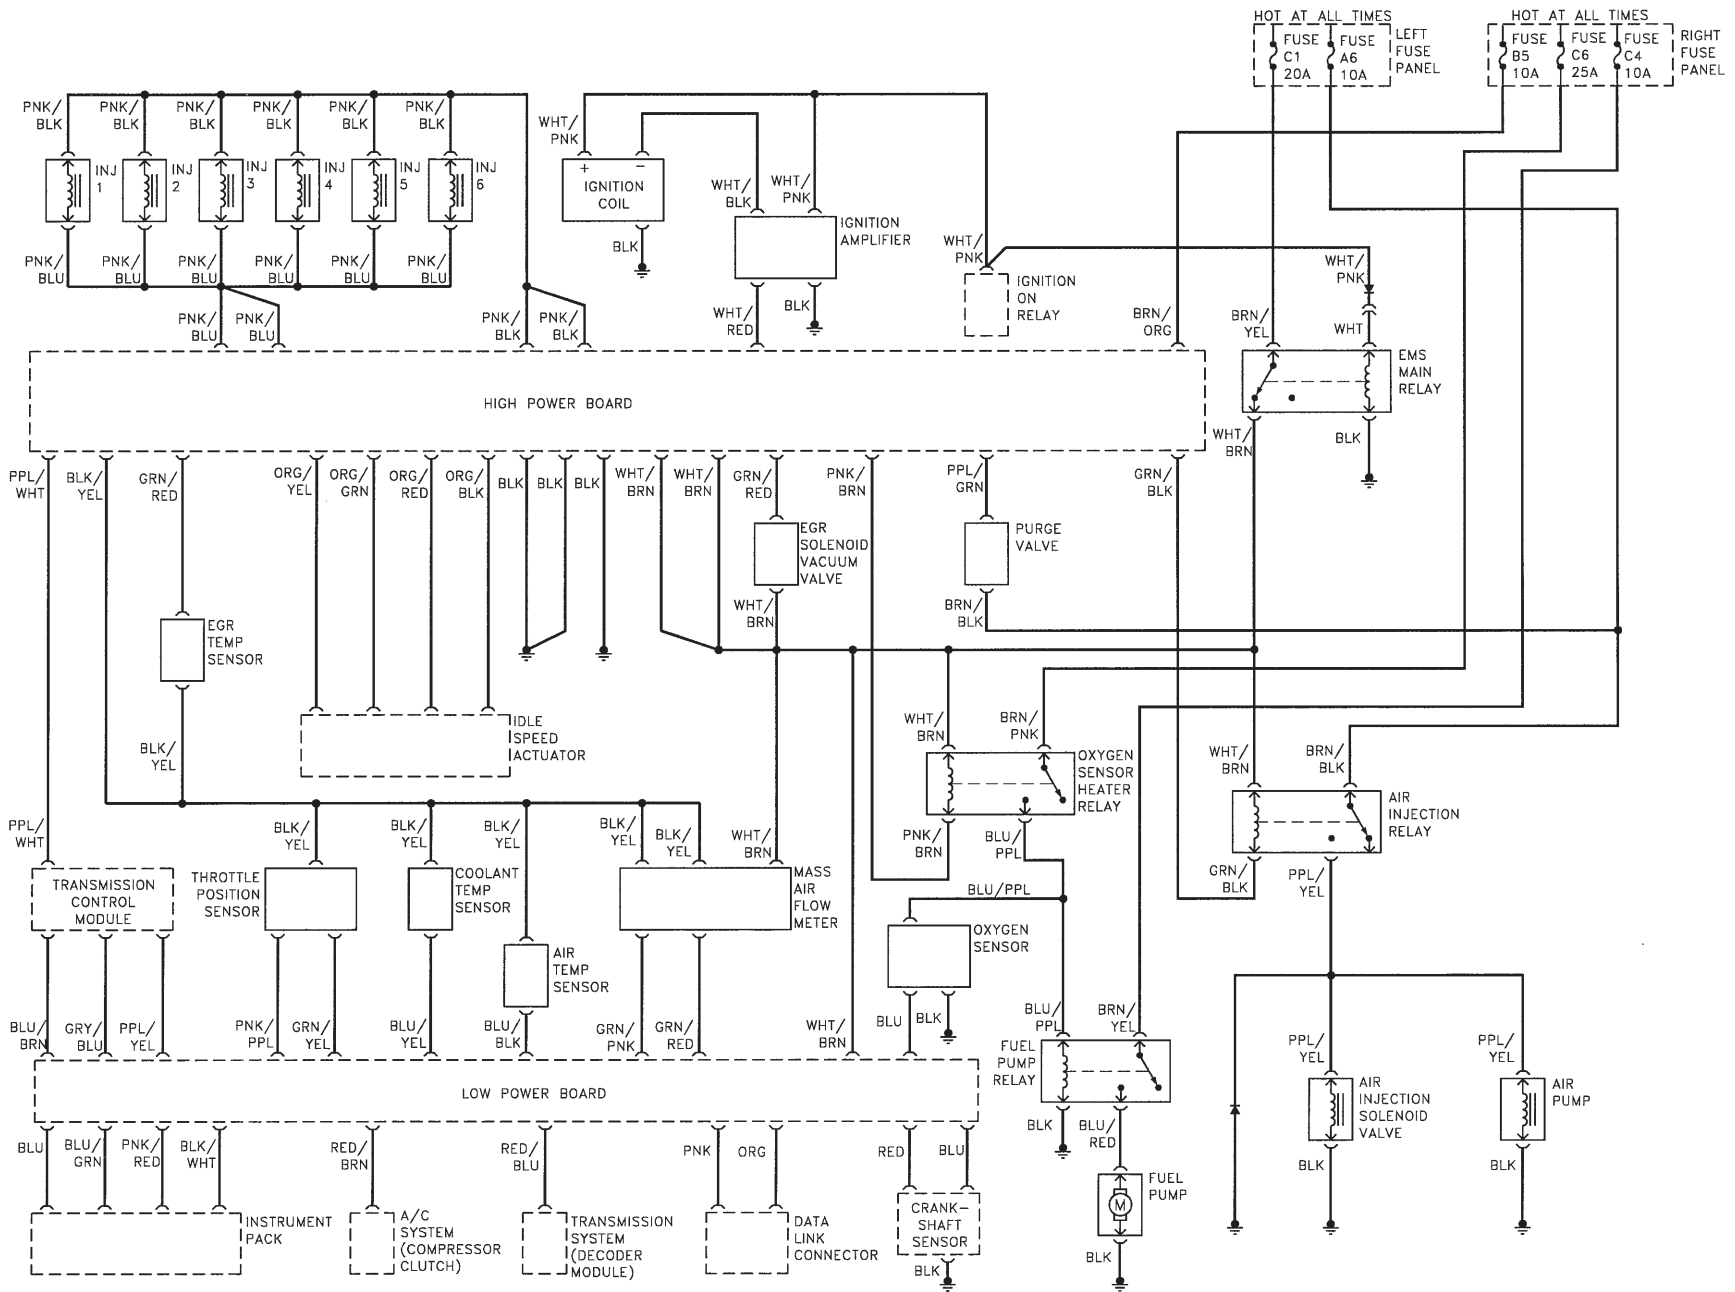 HOT AT ALL TIMES
HOT AT ALL TIMES
FUSE
C1
20A
FUSE
A6
10A
LEFT
FUSE
PANEL
FUSE
B5
10A
FUSE
C6
25A
FUSE
C4
10A
RIGHT
FUSE
PANEL
PNK/
BLK
PNK/
BLK
PNK/
BLK
PNK/
BLK
PNK/
BLK
PNK/
BLK
INJ
1
INJ
2
INJ
3
INJ
4
INJ
5
INJ
6
PNK/
BLU
PNK/
BLU
PNK/
BLU
PNK/
BLU
PNK/
BLU
PNK/
BLU
WHT/
PNK
+ −
IGNITION
COIL
BLK
WHT/
BLK
WHT/
PNK
IGNITION
AMPLIFIER
WHT/
PNK
IGNITION
ON
RELAY
WHT/
PNK
PNK/
BLU
PNK/
BLU
PNK/
BLK
PNK/
BLK
WHT/
RED
BLK
BRN/
ORG
BRN/
YEL
WHT
EMS
MAIN
RELAY
HIGH POWER BOARD
WHT/
BRN
BLK
PPL/
WHT
BLK/
YEL
GRN/
RED
ORG/
YEL
ORG/
GRN
ORG/
RED
ORG/
BLK
BLK
BLK
BLK
WHT/
BRN
WHT/
BRN
GRN/
RED
PNK/
BRN
PPL/
GRN
GRN/
BLK
EGR
SOLENOID
VACUUM
VALVE
PURGE
VALVE
WHT/
BRN
BRN/
BLK
EGR
TEMP
SENSOR
BLK/
YEL
IDLE
SPEED
ACTUATOR
WHT/
BRN
BRN/
PNK
OXYGEN
SENSOR
HEATER
RELAY
WHT/
BRN
BRN/
BLK
AIR
INJECTION
RELAY
PPL/
WHT
BLK/
YEL
BLK/
YEL
BLK/
YEL
BLK/
YEL
BLK/
YEL
WHT/
BRN
PNK/
BRN
BLU/
PPL
GRN/
BLK
PPL/
YEL
TRANSMISSION
CONTROL
MODULE
THROTTLE
POSITION
SENSOR
COOLANT
TEMP
SENSOR
MASS
AIR
FLOW
METER
BLU/PPL
AIR
TEMP
SENSOR
OXYGEN
SENSOR
BLU/
BRN
GRY/
BLU
PPL/
YEL
PNK/
PPL
GRN/
YEL
BLU/
YEL
BLU/
BLK
GRN/
PNK
GRN/
RED
WHT/
BRN
BLU
BLK
BLU/
PPL
BRN/
YEL
FUEL
PUMP
RELAY
PPL/
YEL
PPL/
YEL
LOW POWER BOARD
AIR
INJECTION
SOLENOID
VALVE
AIR
PUMP
BLU
BLU/
GRN
PNK/
RED
BLK/
WHT
RED/
BRN
RED/
BLU
PNK
ORG
RED
BLU
BLK
BLU/
RED
BLK
BLK
INSTRUMENT
PACK
A/C
SYSTEM
(COMPRESSOR
CLUTCH)
TRANSMISSION
SYSTEM
(DECODER
MODULE)
DATA
LINK
CONNECTOR
CRANK-
SHAFT
SENSOR
BLK
FUEL
PUMP
M
BLK